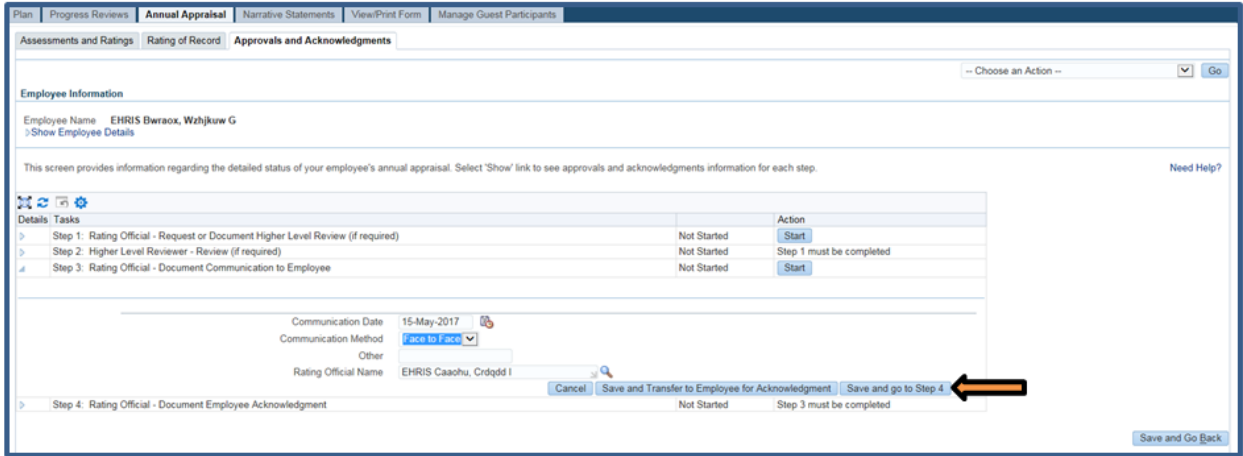 Plan Progress Reviews Annual Appraisal Narrative Statements View/Print Form Manage Guest Participants
Assessments and Ratings Rating of Record Approvals and Acknowledgments
-- Choose an Action -- Go
Employee Information
Employee Name EHRIS Bwraox, Wzhjkuw G
Show Employee Details
This screen provides information regarding the detailed status of your employee's annual appraisal. Select 'Show' link to see approvals and acknowledgments information for each step. Need Help?
Details Tasks Action
Step 1: Rating Official - Request or Document Higher Level Review (if required) Not Started Start
Step 2: Higher Level Reviewer - Review (if required) Not Started Step 1 must be completed
Step 3: Rating Official - Document Communication to Employee Not Started Start
Communication Date 15-May-2017
Communication Method Face to Face
Other
Rating Official Name EHRIS Caaohu, Crdqdd I
Cancel Save and Transfer to Employee for Acknowledgment Save and go to Step 4
Step 4: Rating Official - Document Employee Acknowledgment Not Started Step 3 must be completed
Save and Go Back